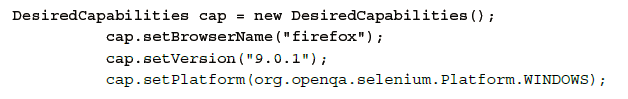 DesiredCapabilities cap = new DesiredCapabilities();
cap.setBrowserName("firefox");
cap.setVersion("9.0.1");
cap.setPlatform(org.openqa.selenium.Platform.WINDOWS);